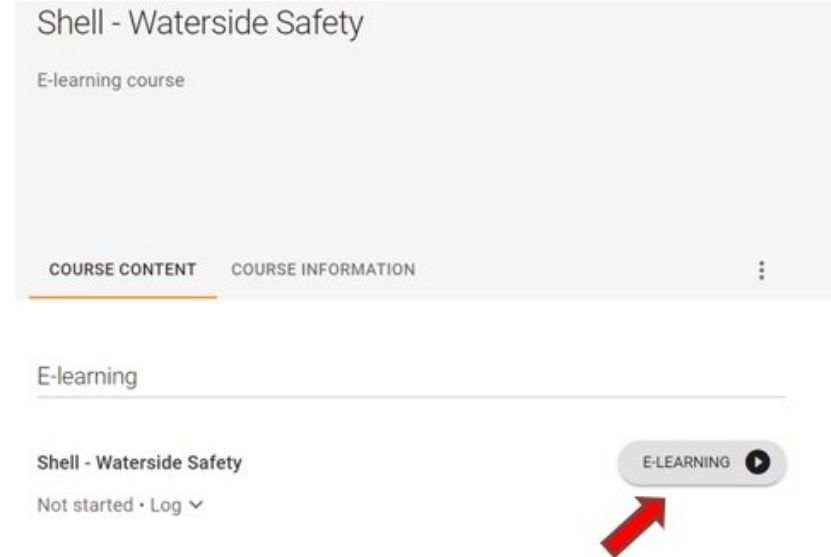 Shell - Waterside Safety
E-learning course
COURSE CONTENT COURSE INFORMATION
E-learning
Shell - Waterside Safety
E-LEARNING
Not started • Log